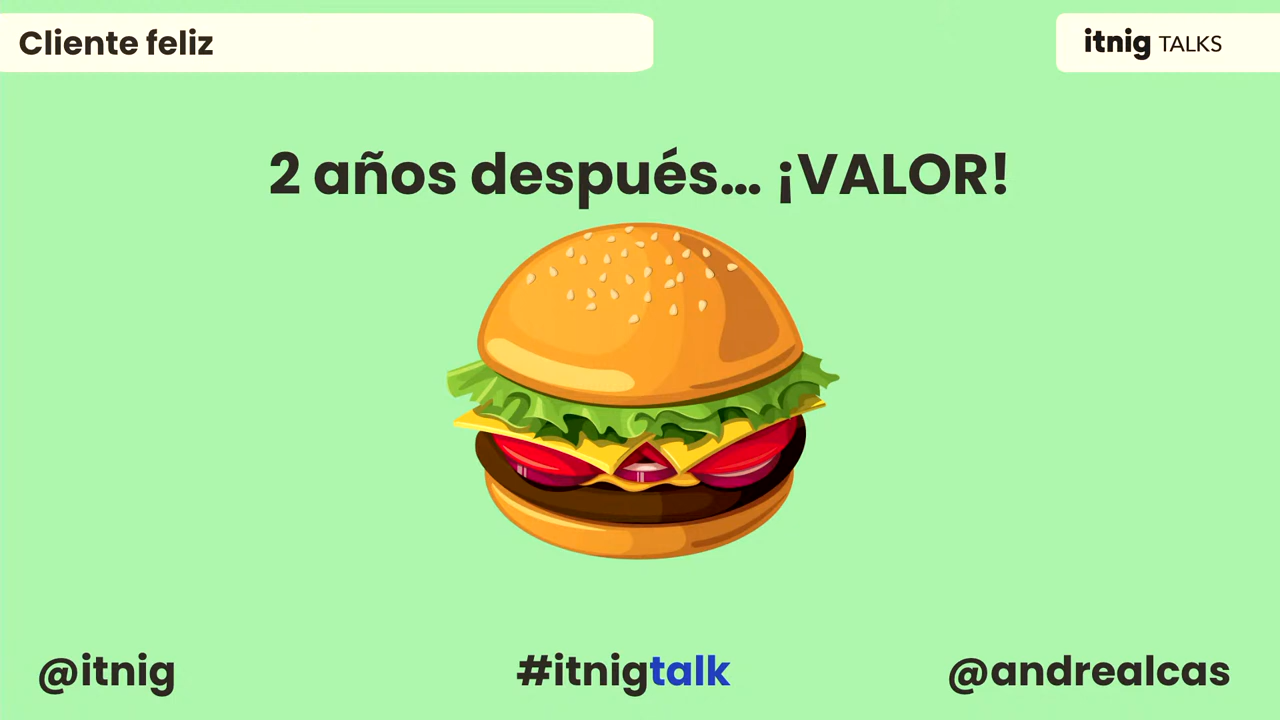 Cliente feliz
itnig TALKS
2 años después... ¡VALOR!
@itnig
#itnigtalk
@andrealcas